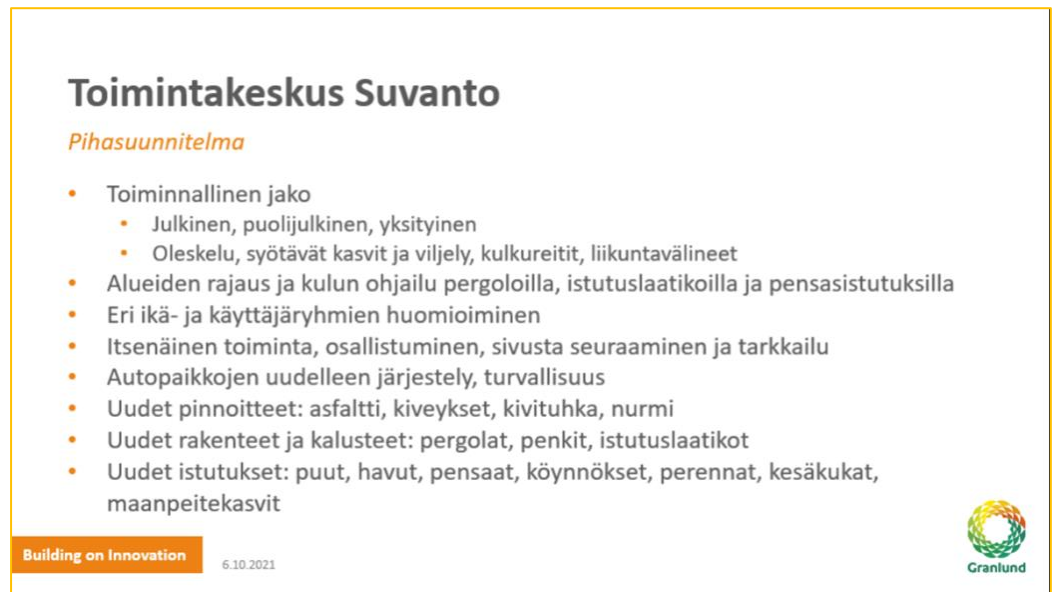 Toimintakeskus Suvanto
Pihasuunnitelma
• Toiminnallinen jako
• Julkinen, puolijulkinen, yksityinen
• Oleskelu, syötävät kasvit ja viljely, kulkureitit, liikuntavälineet
• Alueiden rajaus ja kulun ohjailu pergoloilla, istutuslaatikoilla ja pensasistutuksilla
• Eri ikä- ja käyttäjäryhmien huomioiminen
• Itsenäinen toiminta, osallistuminen, sivusta seuraaminen ja tarkkailu
• Autopaikkojen uudelleen järjestely, turvallisuus
• Uudet pinnoitteet: asfaltti, kiveykset, kivituhka, nurmi
• Uudet rakenteet ja kalusteet: pergolat, penkit, istutuslaatikot
• Uudet istutukset: puut, havut, pensaat, köynnökset, perennat, kesäkukat,
maanpeitekasvit
Building on Innovation
6.10.2021
Granlund